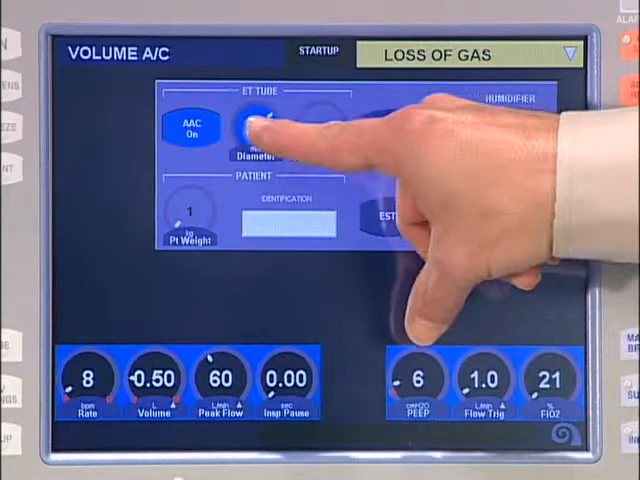 VOLUME A/C
STARTUP
LOSS OF GAS
ET TUBE
HUMIDIFIER
AAC
On
Diameter
PATIENT
IDENTIFICATION
1
kg
Pt Weight
EST
8
bpm
Rate
0.50
L
Volume
60
L/min
Peak Flow
0.00
sec
Insp Pause
6
cmH2O
PEEP
1.0
L/min
Flow Trig
21
%
FIO2